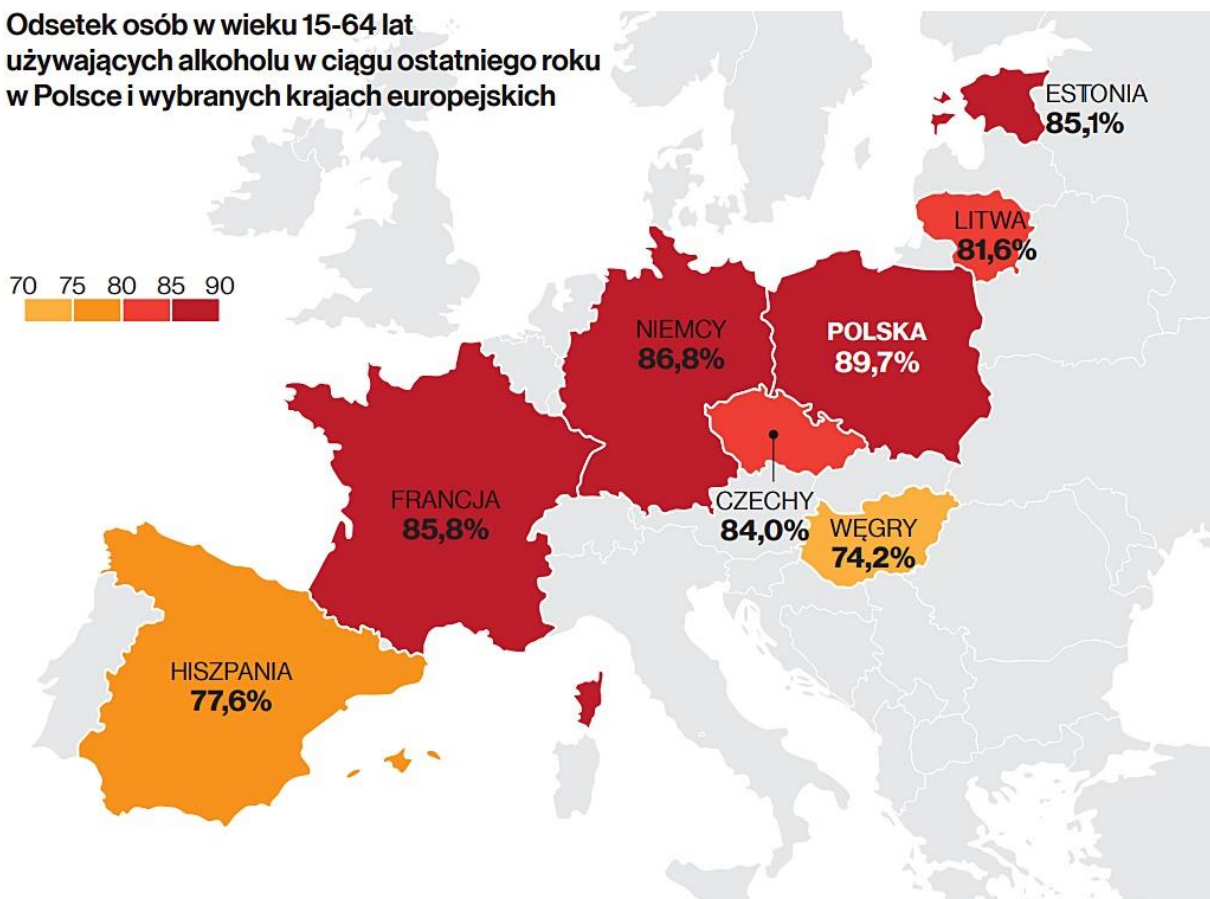 Odsetek osób w wieku 15-64 lat
używających alkoholu w ciągu ostatniego roku
w Polsce i wybranych krajach europejskich
ESTONIA
85,1%
LITWA
81,6%
70 75 80 85 90
NIEMCY
86,8%
POLSKA
89,7%
FRANCJA
85,8%
CZECHY
84,0%
WĘGRY
74,2%
HISZPANIA
77,6%